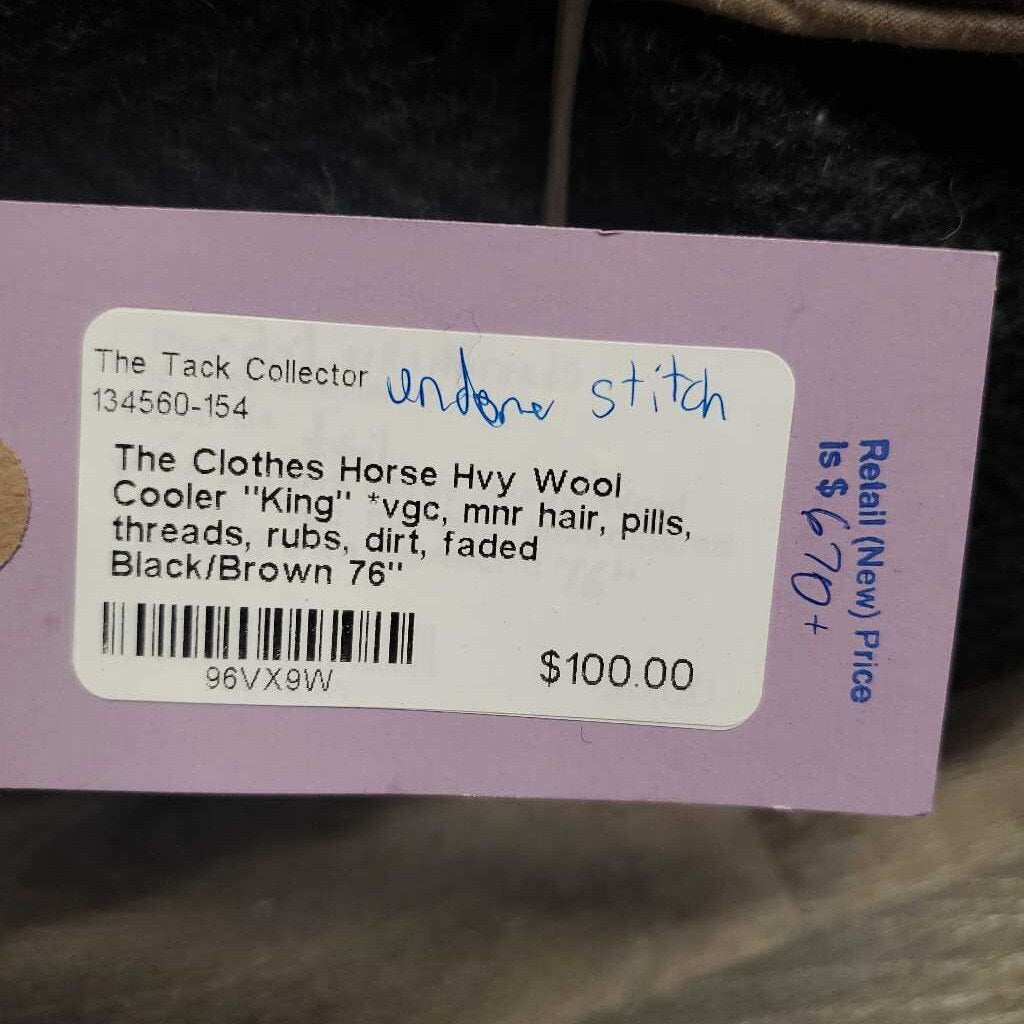 The Tack Collector
134560-154
undone stitch
The Clothes Horse Hvy Wool
Cooler "King" *vgc, mnr hair, pills,
threads, rubs, dirt, faded
Black/Brown 76"
96VX9W
$100.00
Retail (New) Price
Is $ 670+